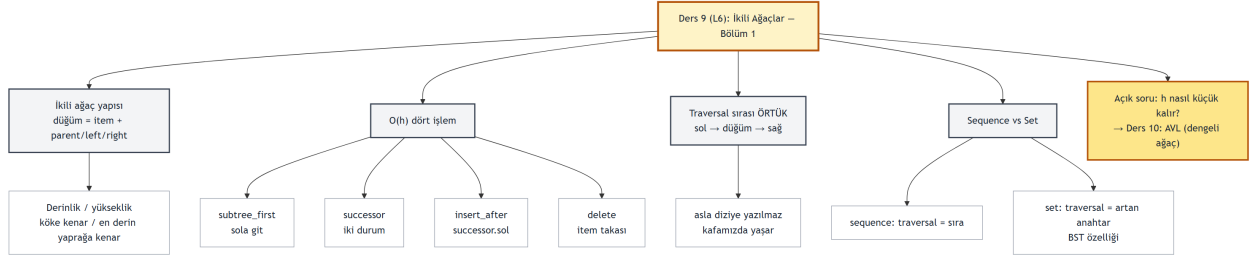 Ders 9 (L6): İkili Ağaçlar —
Bölüm 1
İkili ağaç yapısı
düğüm = item +
parent/left/right
O(h) dört işlem
Traversal sırası ÖRTÜK
sol → düğüm → sağ
Sequence vs Set
Açık soru: h nasıl küçük
kalır?
→ Ders 10: AVL (dengeli
ağaç)
Derinlik / yükseklik
köke kenar / en derin
yaprağa kenar
subtree_first
sola git
successor
iki durum
insert_after
successor.sol
delete
item takası
asla diziye yazılmaz
kafamızda yaşar
sequence: traversal = sıra
set: traversal = artan
anahtar
BST özelliği